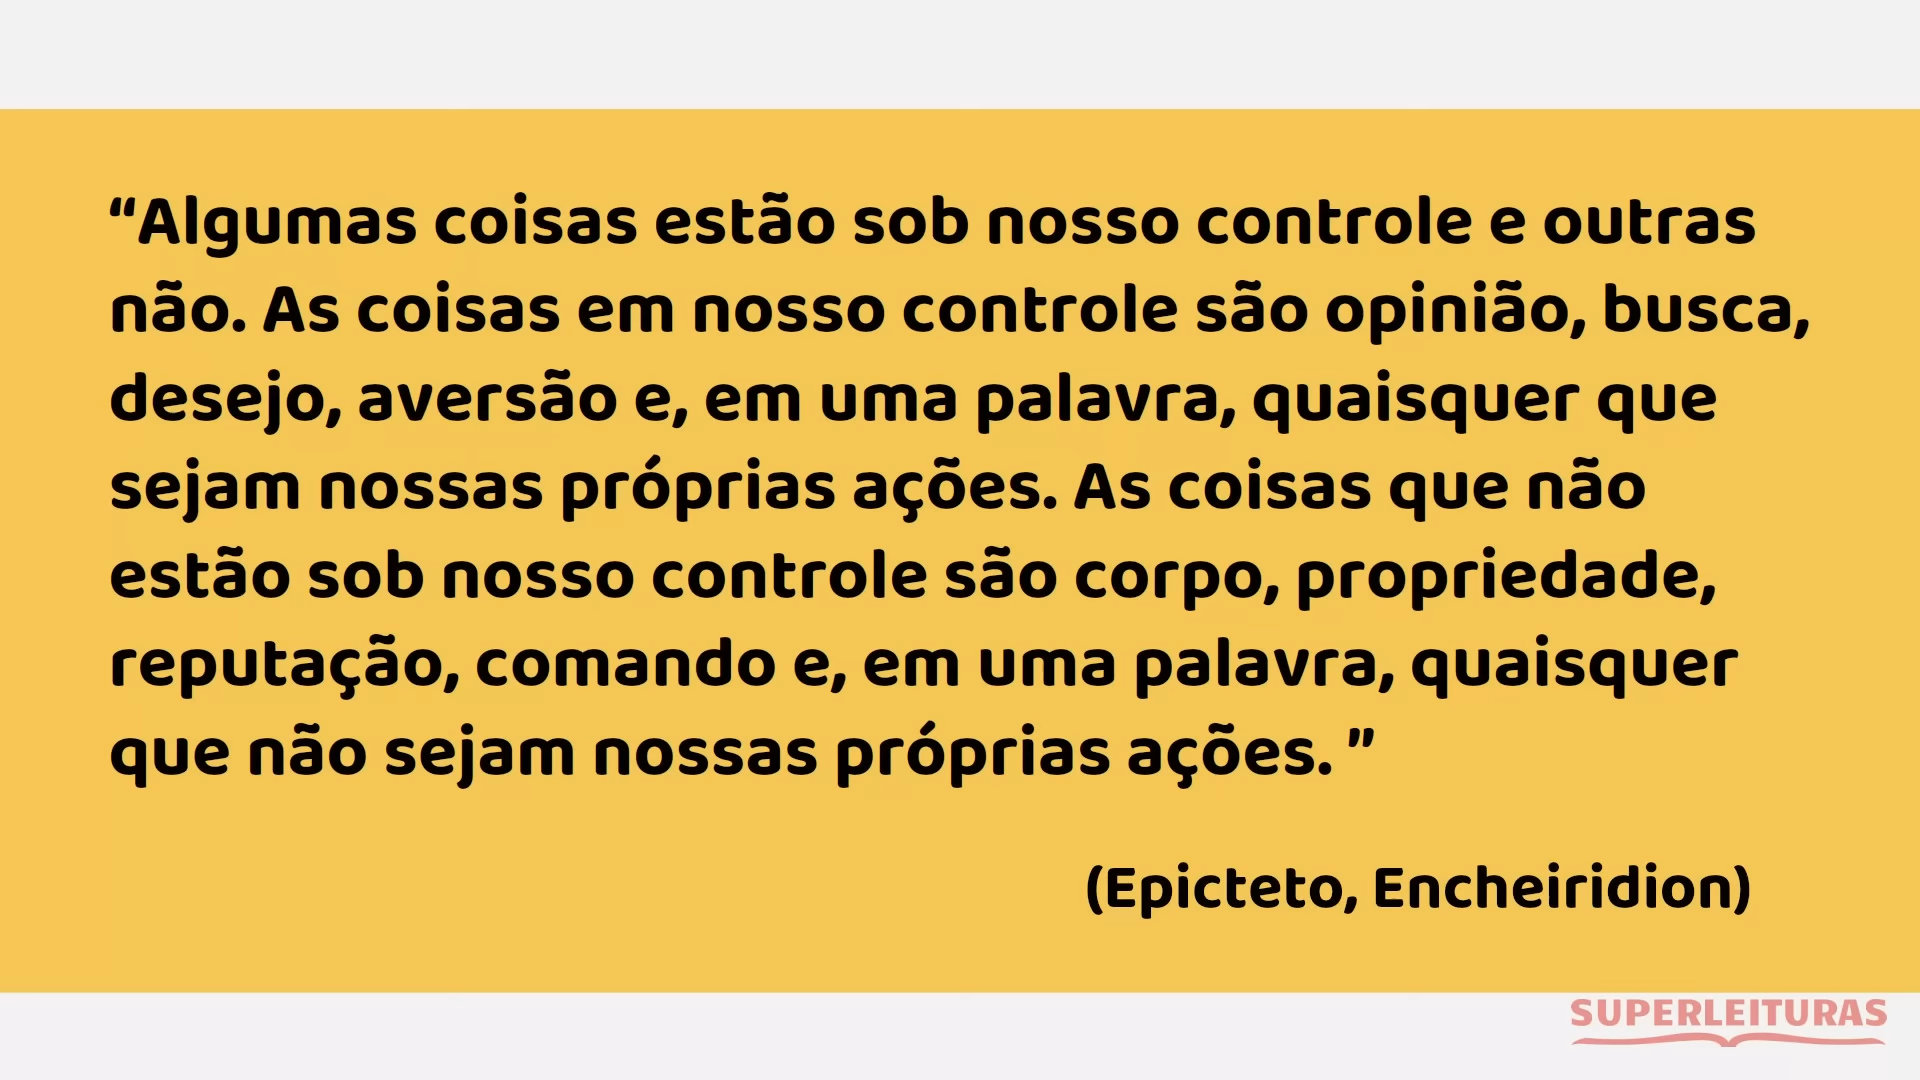 “Algumas coisas estão sob nosso controle e outras
não. As coisas em nosso controle são opinião, busca,
desejo, aversão e, em uma palavra, quaisquer que
sejam nossas próprias ações. As coisas que não
estão sob nosso controle são corpo, propriedade,
reputação, comando e, em uma palavra, quaisquer
que não sejam nossas próprias ações. ”
(Epicteto, Encheiridion)
SUPERLEITURAS